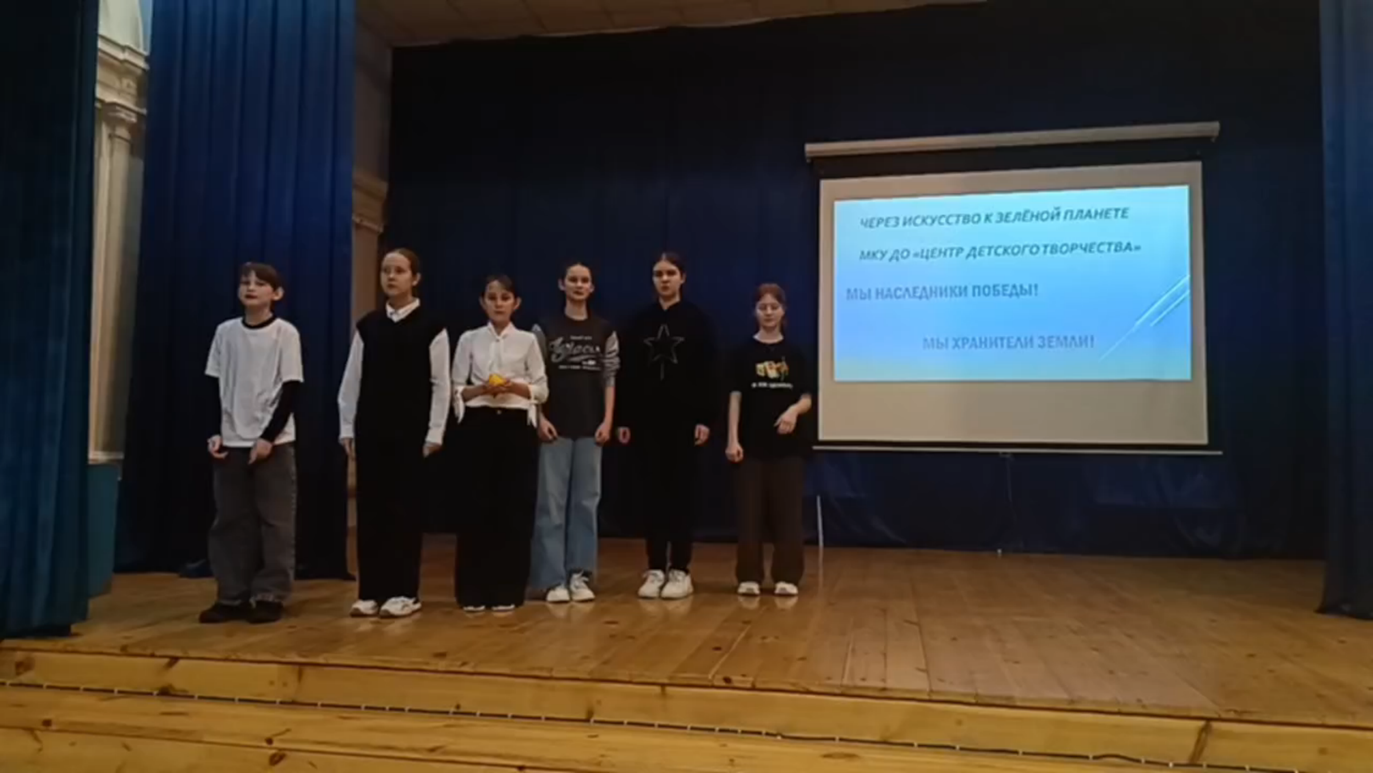 ЧЕРЕЗ ИСКУССТВО К ЗЕЛЁНОЙ ПЛАНЕТЕ
МКУ ДО «ЦЕНТР ДЕТСКОГО ТВОРЧЕСТВА»
МЫ НАСЛЕДНИКИ ПОБЕДЫ!
МЫ ХРАНИТЕЛИ ЗЕМЛИ!